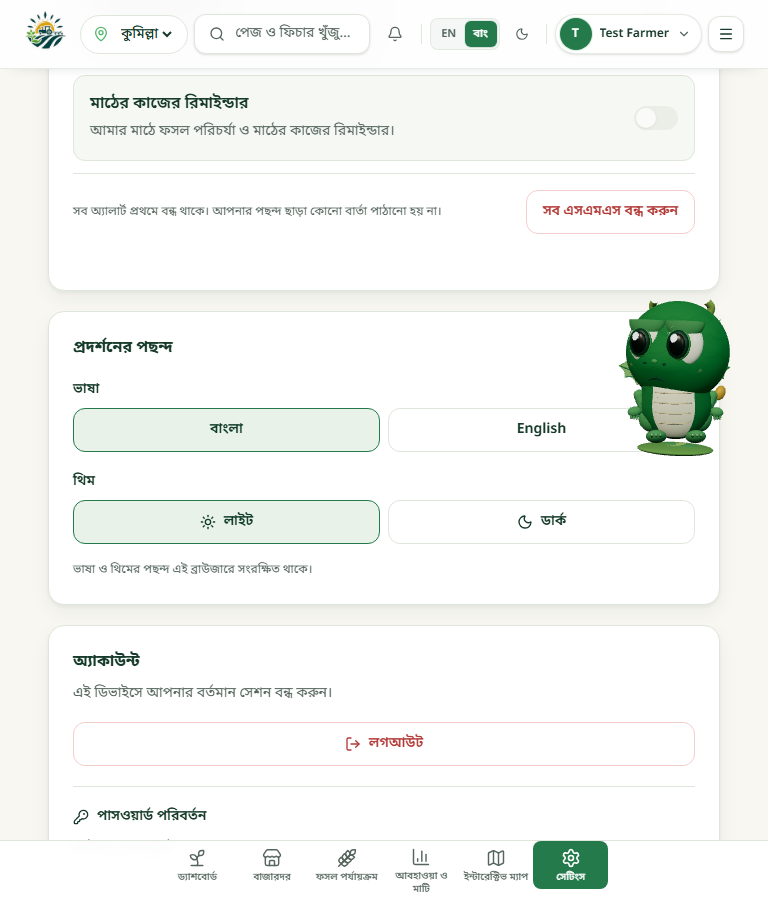 কুমিল্লা
পেজ ও ফিচার খুঁজু...
EN
বাং
T
Test Farmer
মাঠের কাজের রিমাইন্ডার
আমার মাঠে ফসল পরিচর্যা ও মাঠের কাজের রিমাইন্ডার।
সব অ্যালার্ট প্রথমে বন্ধ থাকে। আপনার পছন্দ ছাড়া কোনো বার্তা পাঠানো হয় না।
সব এসএমএস বন্ধ করুন
প্রদর্শনের পছন্দ
ভাষা
বাংলা
English
থিম
লাইট
ডার্ক
ভাষা ও থিমের পছন্দ এই ব্রাউজারে সংরক্ষিত থাকে।
অ্যাকাউন্ট
এই ডিভাইসে আপনার বর্তমান সেশন বন্ধ করুন।
লগআউট
পাসওয়ার্ড পরিবর্তন
ড্যাশবোর্ড
বাজারদর
ফসল পর্যায়ক্রম
আবহাওয়া ও
মাটি
ইন্টারেক্টিভ ম্যাপ
সেটিংস